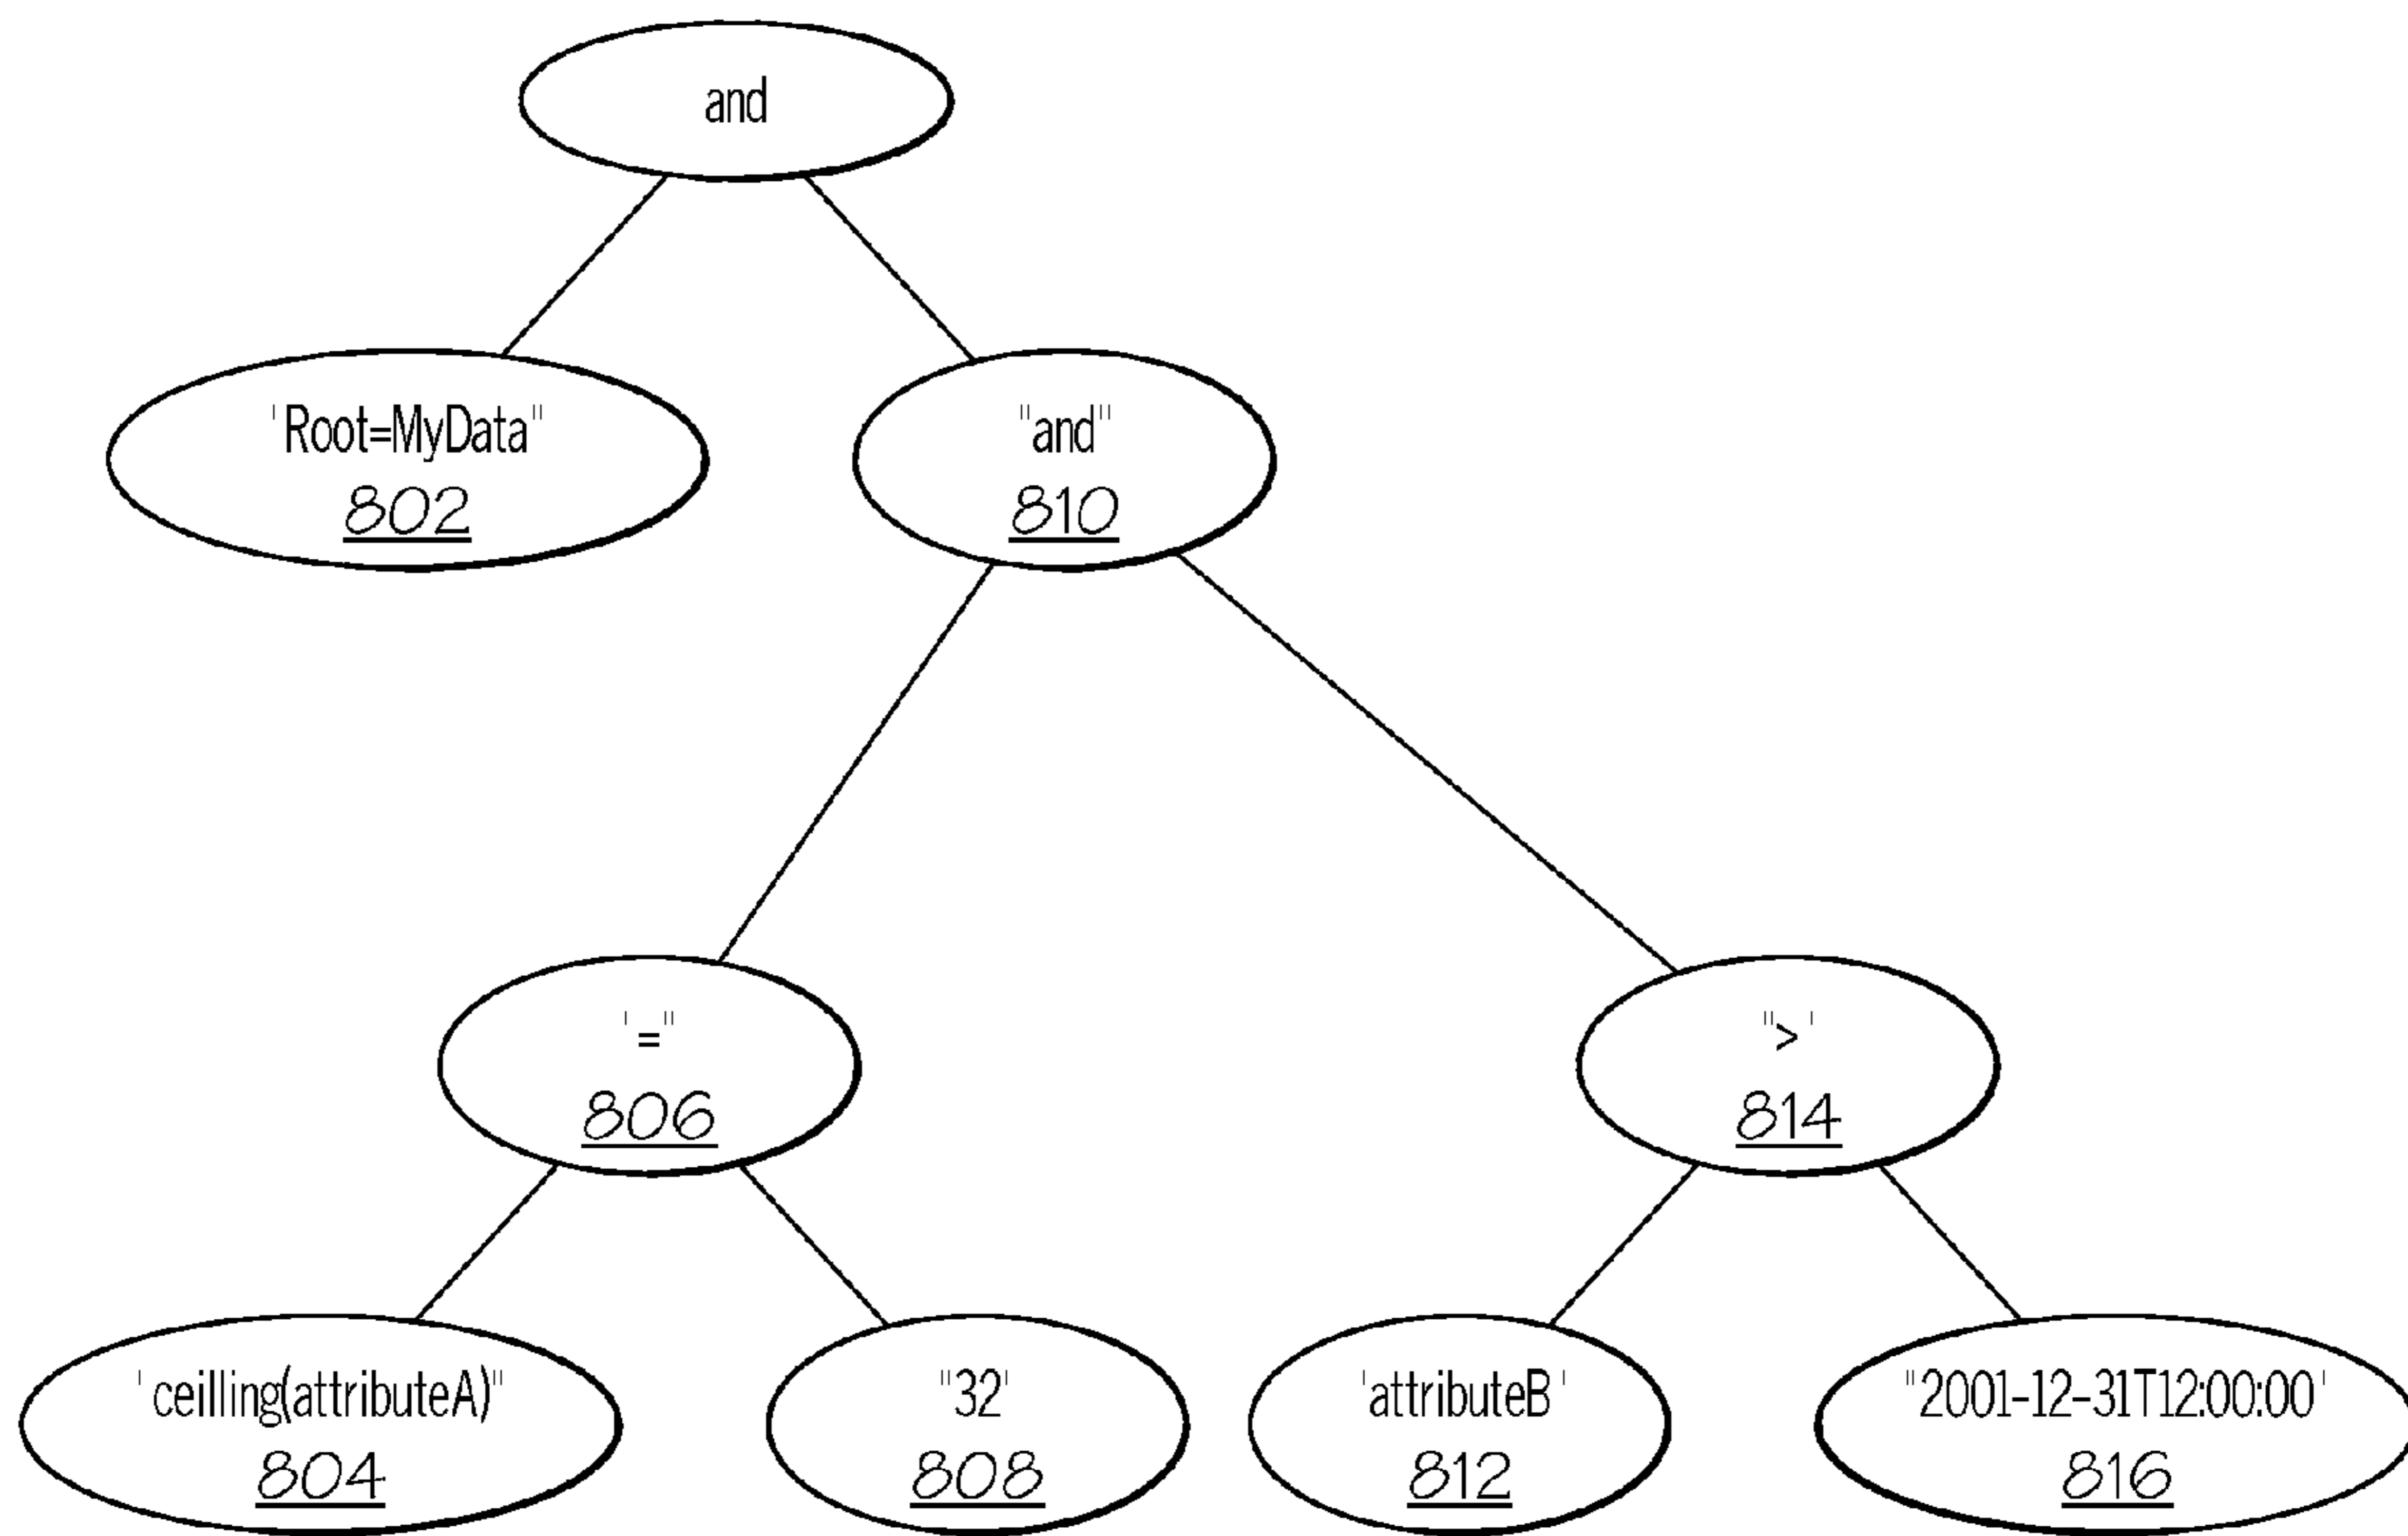 and
'Root=MyData"
802
"and"
810
'="
806
">'
814
'ceilling(attributeA)"
804
"32'
808
'attributeB'
812
"2001-12-31T12:00:00'
816